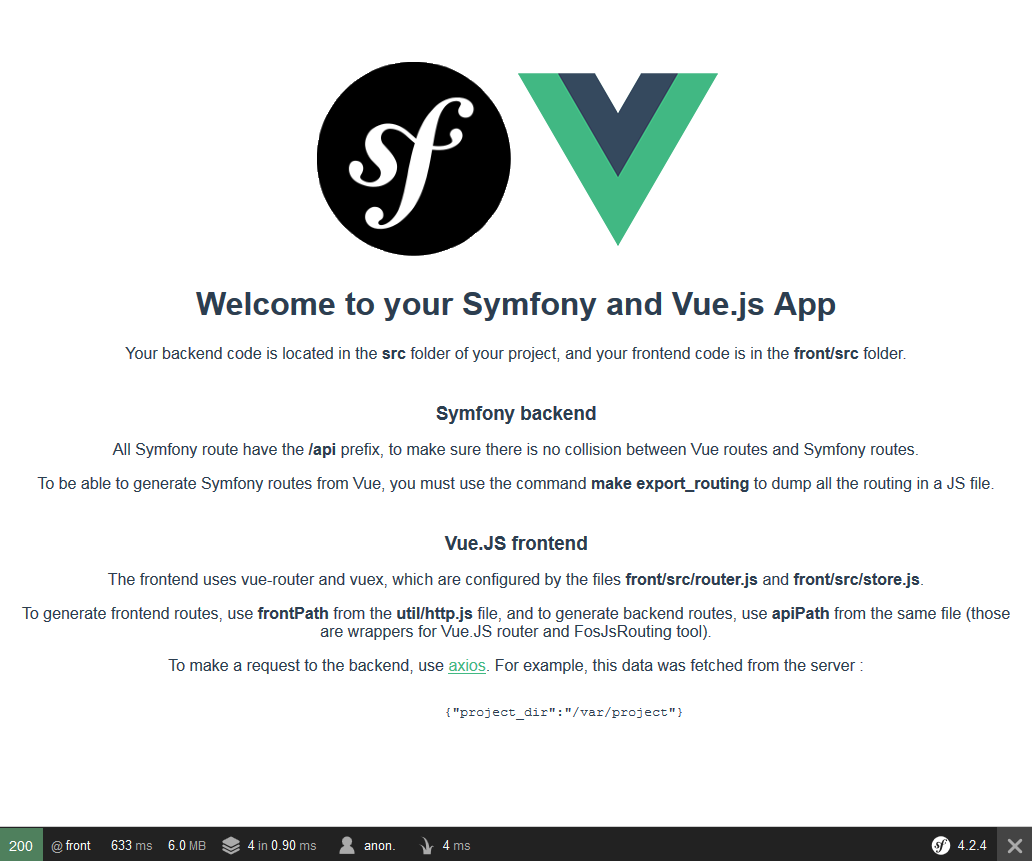 sf
Welcome to your Symfony and Vue.js App
Your backend code is located in the src folder of your project, and your frontend code is in the front/src folder.
Symfony backend
All Symfony route have the /api prefix, to make sure there is no collision between Vue routes and Symfony routes.
To be able to generate Symfony routes from Vue, you must use the command make export_routing to dump all the routing in a JS file.
Vue.JS frontend
The frontend uses vue-router and vuex, which are configured by the files front/src/router.js and front/src/store.js.
To generate frontend routes, use frontPath from the util/http.js file, and to generate backend routes, use apiPath from the same file (those
are wrappers for Vue.JS router and FosJsRouting tool).
To make a request to the backend, use axios. For example, this data was fetched from the server :
{"project_dir":"/var/project"}
200 @ front 633 ms 6.0 MB 4 in 0.90 ms anon. 4 ms sf 4.2.4